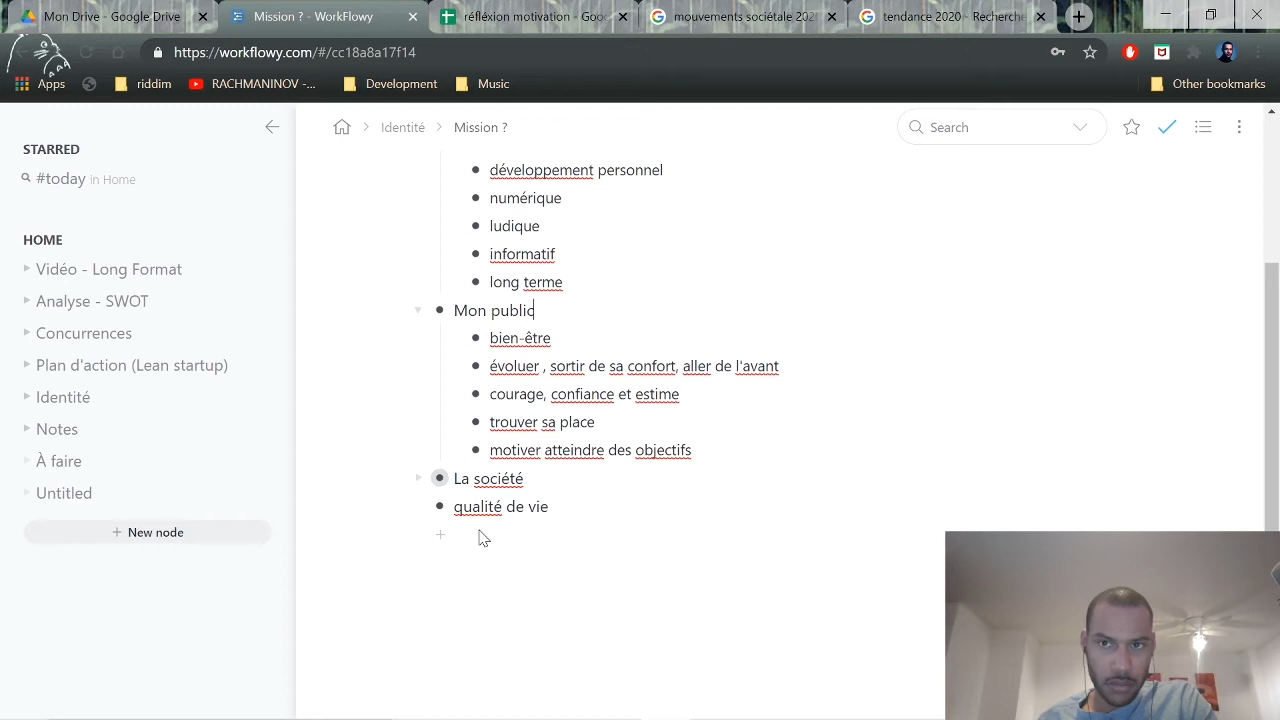 Mon Drive - Google Drive
Mission ? - WorkFlowy
réfléxion motivation - Goo
mouvements sociétale 202
tendance 2020 - Recherche
https://workflowy.com/#/cc18a8a17f14
Apps
riddim
RACHMANINOV -...
Development
Music
Other bookmarks
Identité
Mission ?
Search
STARRED
#today in Home
HOME
Vidéo - Long Format
Analyse - SWOT
Concurrences
Plan d'action (Lean startup)
Identité
Notes
À faire
Untitled
New node
développement personnel
numérique
ludique
informatif
long terme
Mon public
bien-être
évoluer , sortir de sa confort, aller de l'avant
courage, confiance et estime
trouver sa place
motiver atteindre des objectifs
La société
qualité de vie